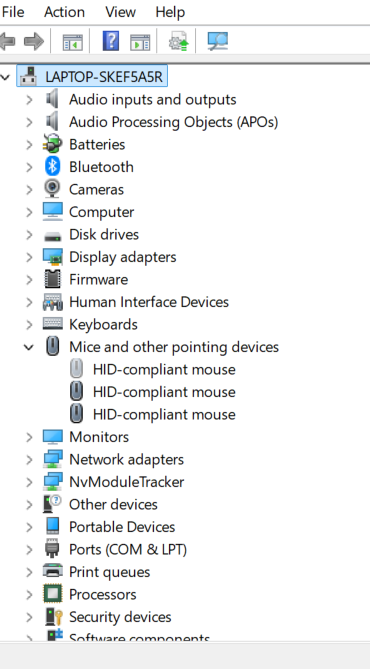 File Action View Help
LAPTOP-SKEF5A5R
Audio inputs and outputs
Audio Processing Objects (APOs)
Batteries
Bluetooth
Cameras
Computer
Disk drives
Display adapters
Firmware
Human Interface Devices
Keyboards
Mice and other pointing devices
HID-compliant mouse
HID-compliant mouse
HID-compliant mouse
Monitors
Network adapters
NvModuleTracker
Other devices
Portable Devices
Ports (COM & LPT)
Print queues
Processors
Security devices
Software components